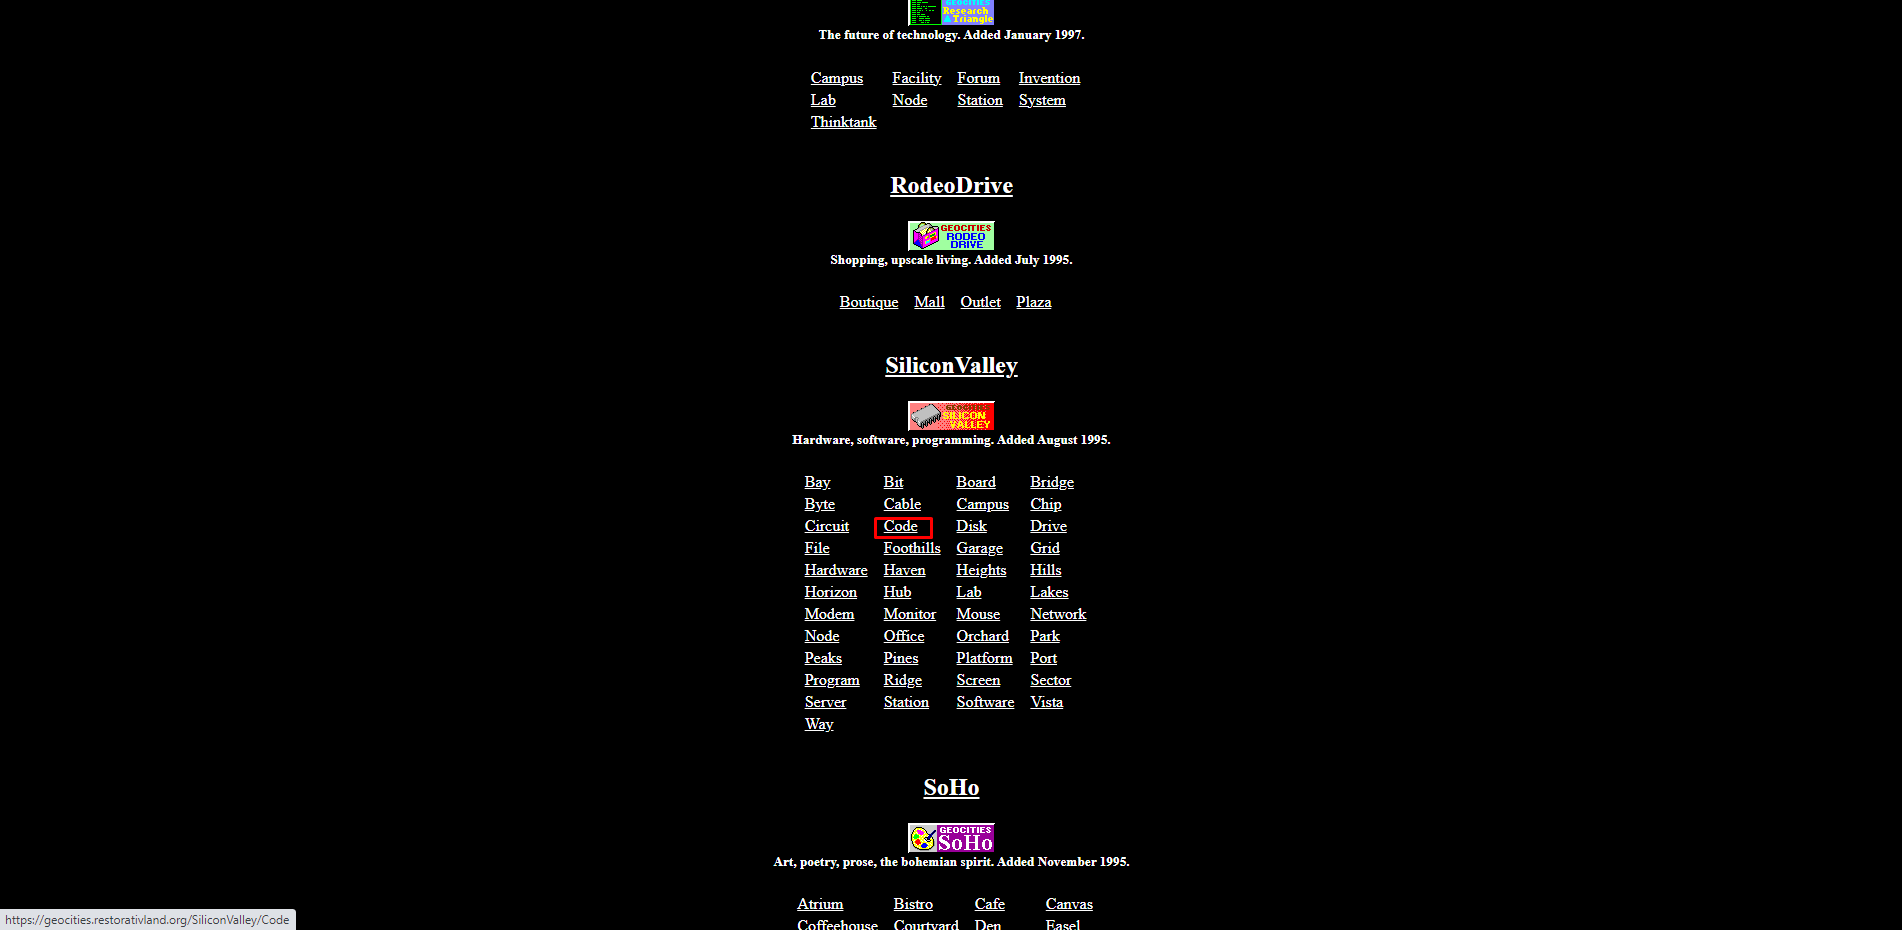 GEOCITIES
Research
Triangle
The future of technology. Added January 1997.
Campus Facility Forum Invention
Lab Node Station System
Thinktank
RodeoDrive
GEOCITIES
RODEO
DRIVE
Shopping, upscale living. Added July 1995.
Boutique Mall Outlet Plaza
SiliconValley
GEOCITIES
SILICON
VALLEY
Hardware, software, programming. Added August 1995.
Bay Bit Board Bridge
Byte Cable Campus Chip
Circuit Code Disk Drive
File Foothills Garage Grid
Hardware Haven Heights Hills
Horizon Hub Lab Lakes
Modem Monitor Mouse Network
Node Office Orchard Park
Peaks Pines Platform Port
Program Ridge Screen Sector
Server Station Software Vista
Way
SoHo
GEOCITIES
SoHo
Art, poetry, prose, the bohemian spirit. Added November 1995.
Atrium Bistro Cafe Canvas
Coffeehouse Courtyard Den Easel
https://geocities.restorativland.org/SiliconValley/Code